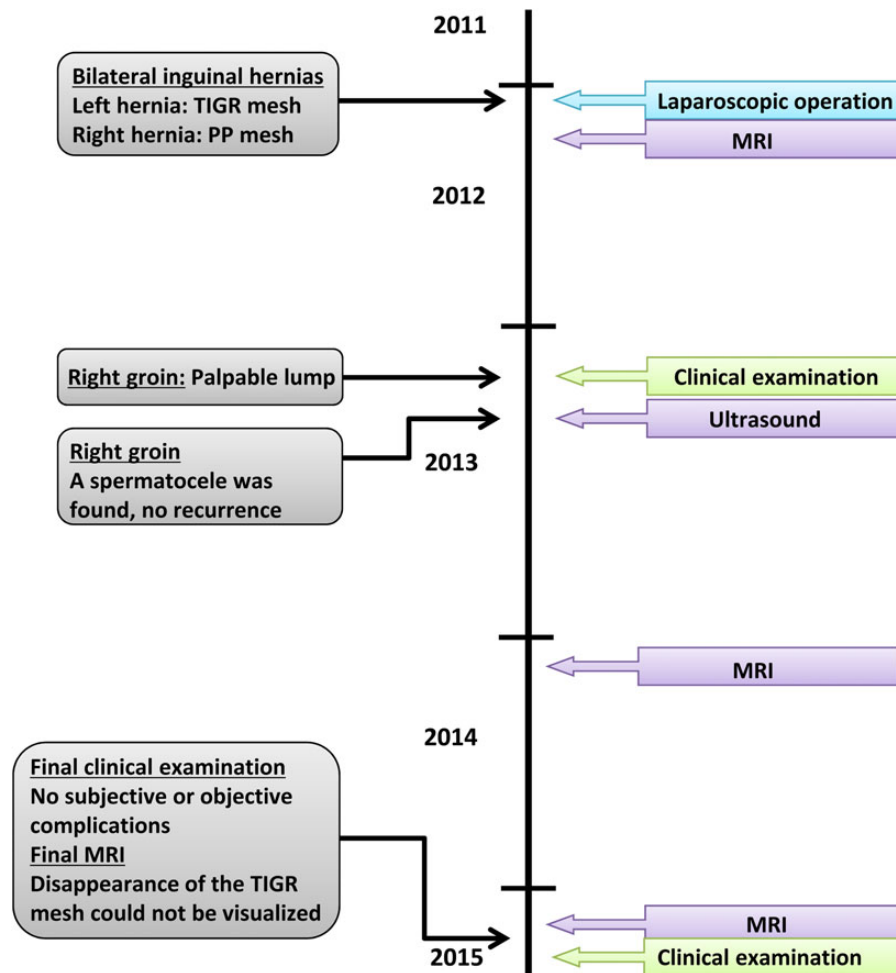 2011
Bilateral inguinal hernias
Left hernia: TIGR mesh
Right hernia: PP mesh
Laparoscopic operation
MRI
2012
Right groin: Palpable lump
Clinical examination
Ultrasound
Right groin
A spermatocele was
found, no recurrence
2013
MRI
2014
Final clinical examination
No subjective or objective
complications
Final MRI
Disappearance of the TIGR
mesh could not be visualized
MRI
2015
Clinical examination